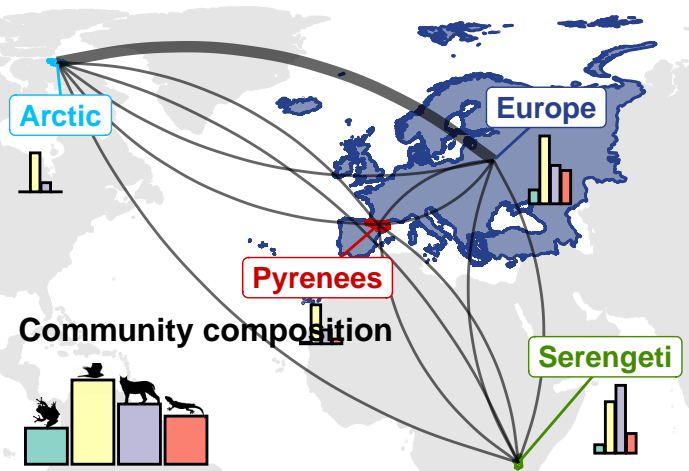 Arctic
Europe
Pyrenees
Community composition
Serengeti